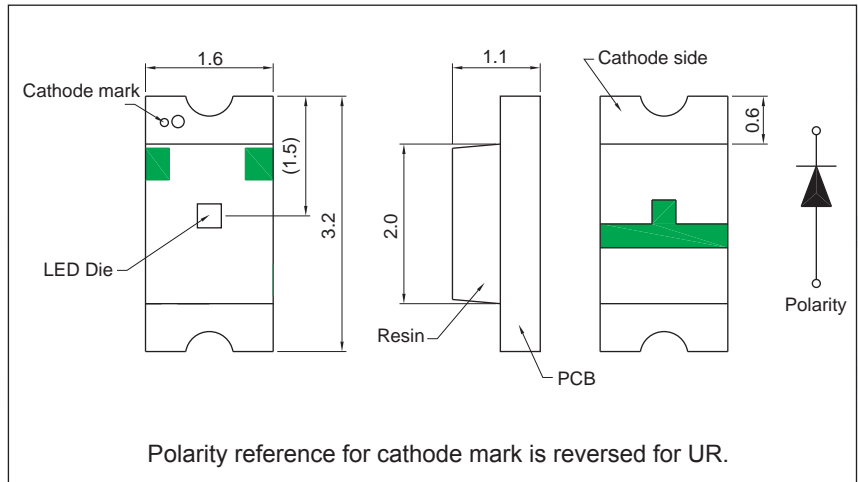 1.6
1.1
Cathode side
Cathode mark
(1.5)
3.2
2.0
0.6
LED Die
Resin
PCB
Polarity
Polarity reference for cathode mark is reversed for UR.